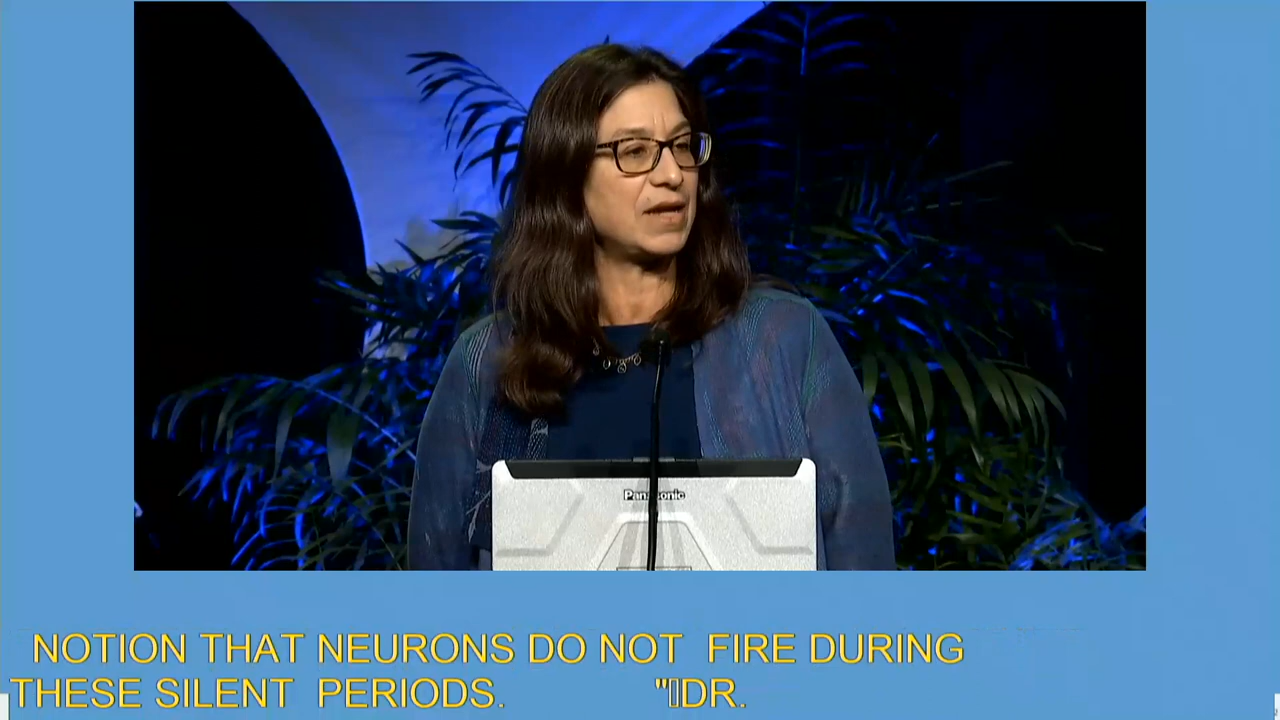 Panasonic
NOTION THAT NEURONS DO NOT FIRE DURING
THESE SILENT PERIODS. "▯DR.